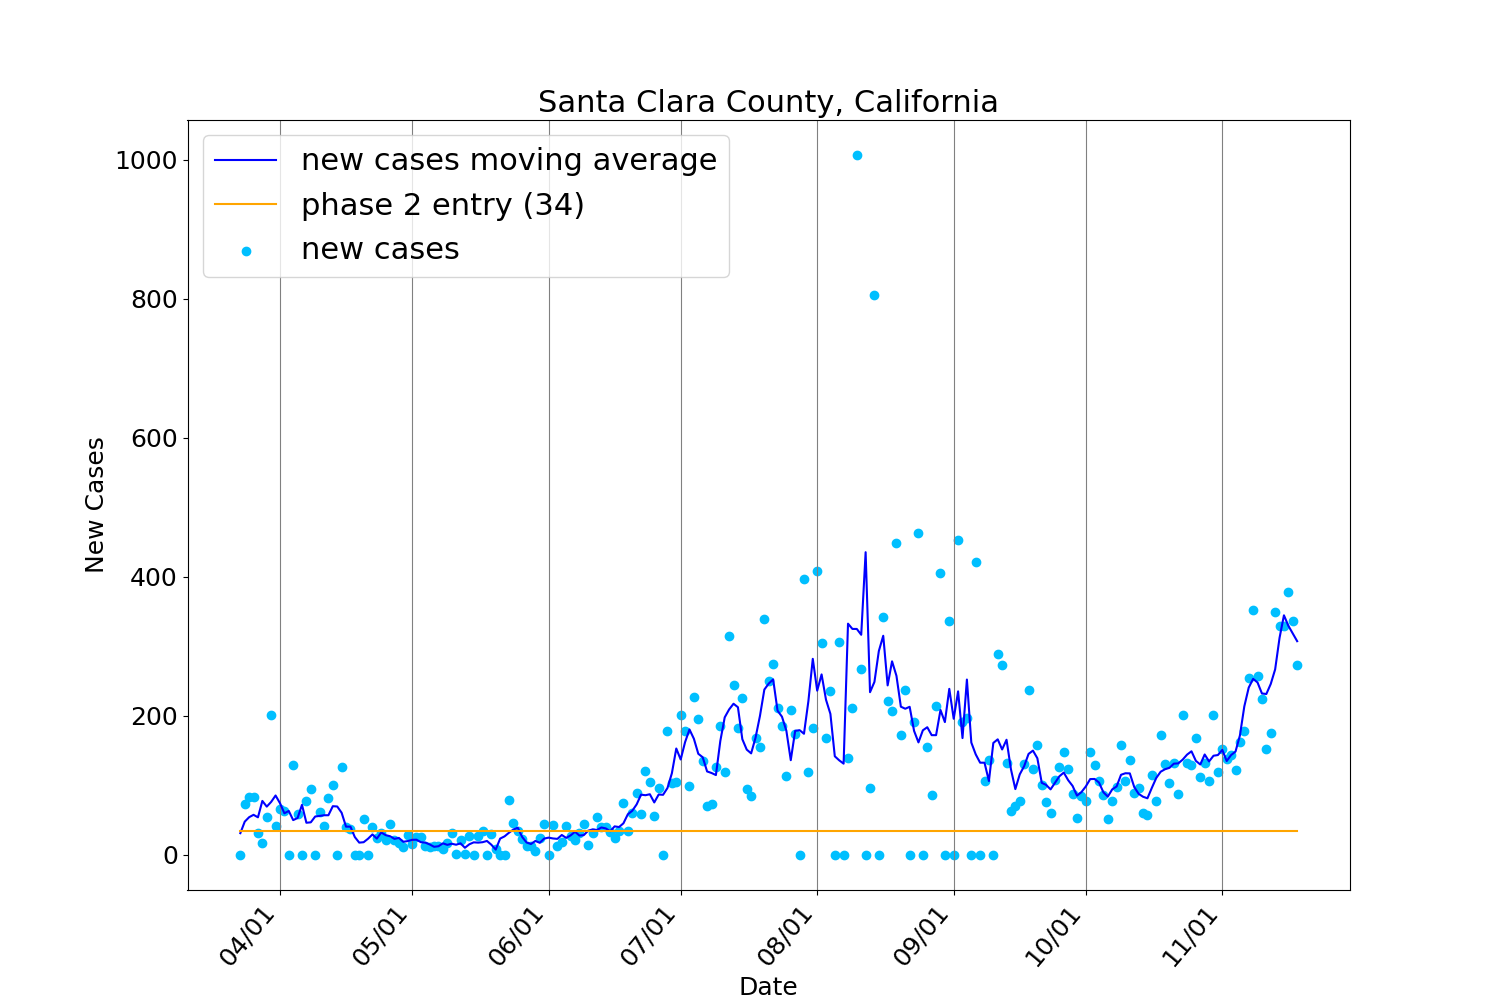 Santa Clara County, California
new cases moving average
phase 2 entry (34)
new cases
New Cases
1000
800
600
400
200
0
04/01
05/01
06/01
07/01
08/01
09/01
10/01
11/01
Date